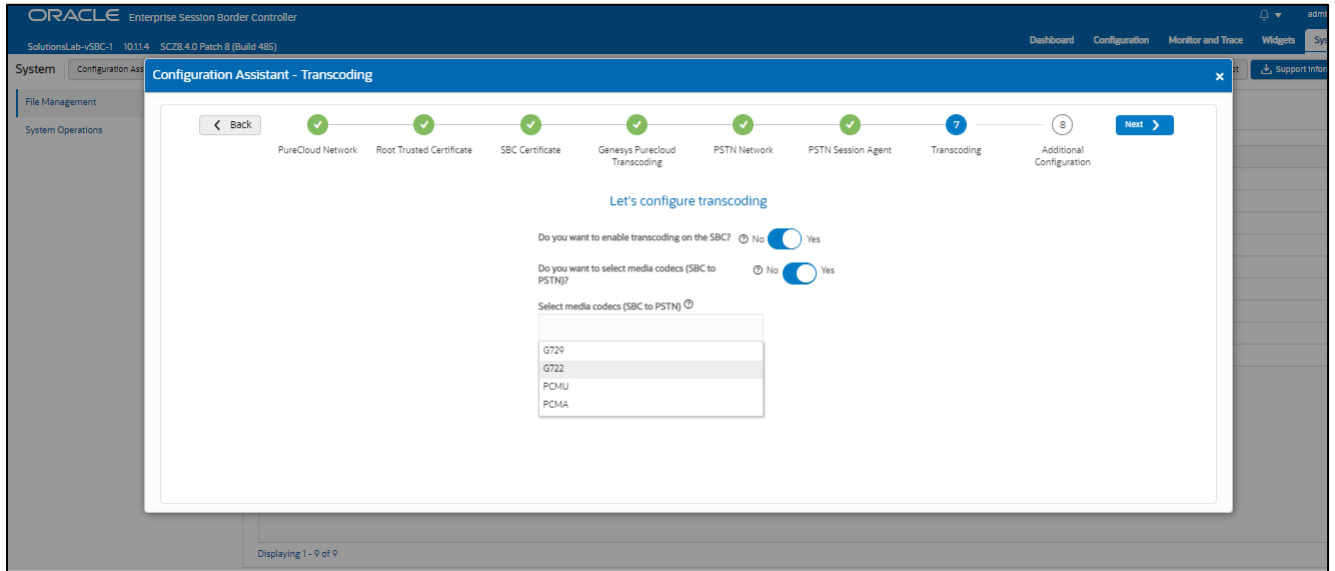 ORACLE Enterprise Session Border Controller
SolutionsLab-vSBC-1 10.1.1.4 SCZ8.4.0 Patch 8 (Build 485)
Dashboard Configuration Monitor and Trace Widgets
System
File Management
System Operations
Configuration Assistant - Transcoding
×
Back
7
8
Next
PureCloud Network Root Trusted Certificate SBC Certificate Genesys Purecloud Transcoding PSTN Network PSTN Session Agent Transcoding Additional Configuration
Let's configure transcoding
Do you want to enable transcoding on the SBC? No Yes
Do you want to select media codecs (SBC to
PSTN)? No Yes
Select media codecs (SBC to PSTN)
G729
G722
PCMU
PCMA
Displaying 1 - 9 of 9